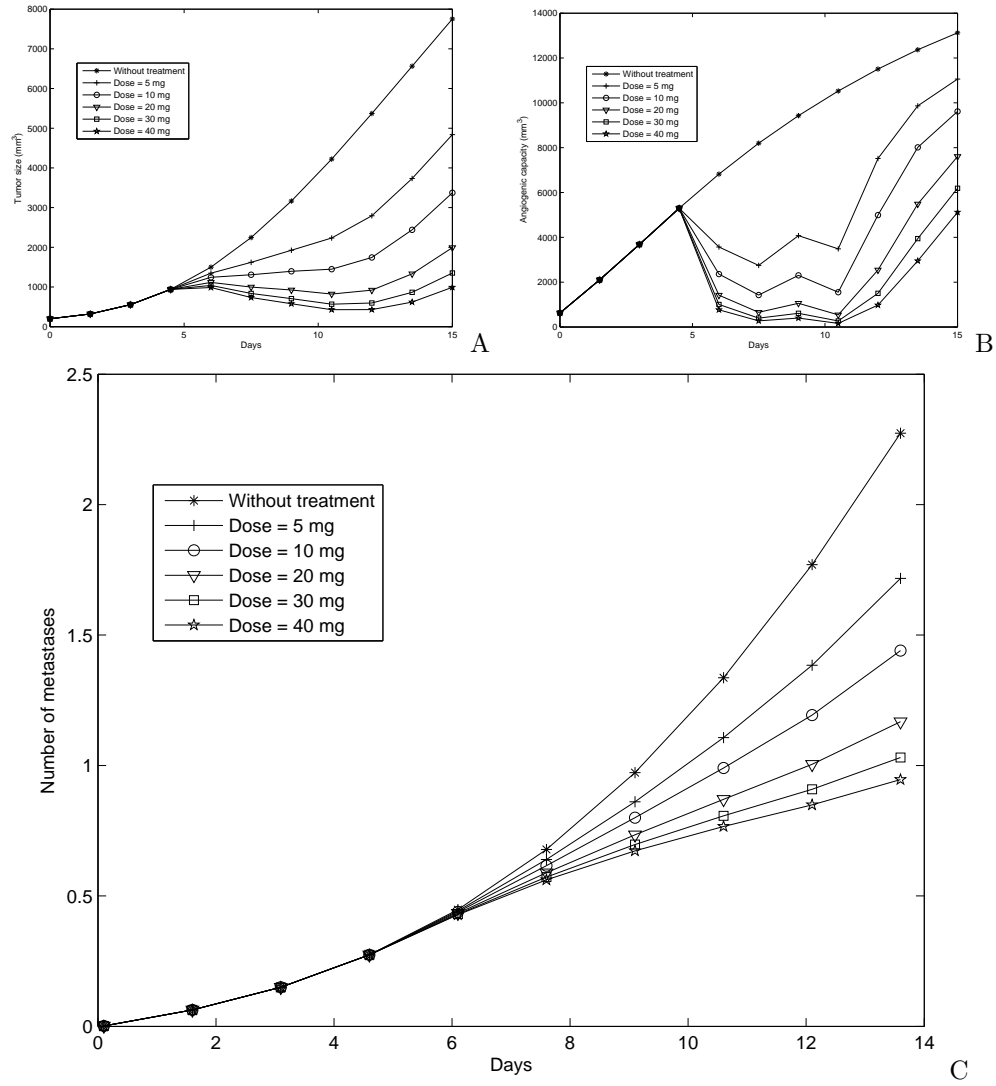 8000
7000
6000
5000
4000
3000
2000
1000
0
Tumor size (mm³)
Without treatment
Dose = 5 mg
Dose = 10 mg
Dose = 20 mg
Dose = 30 mg
Dose = 40 mg
0 5 10 15
Days
A
14000
12000
10000
8000
6000
4000
2000
0
Angiogenic capacity (mm³)
Without treatment
Dose = 5 mg
Dose = 10 mg
Dose = 20 mg
Dose = 30 mg
Dose = 40 mg
0 5 10 15
Days
B
2.5
2
1.5
1
0.5
0
Number of metastases
Without treatment
Dose = 5 mg
Dose = 10 mg
Dose = 20 mg
Dose = 30 mg
Dose = 40 mg
0 2 4 6 8 10 12 14
Days
C